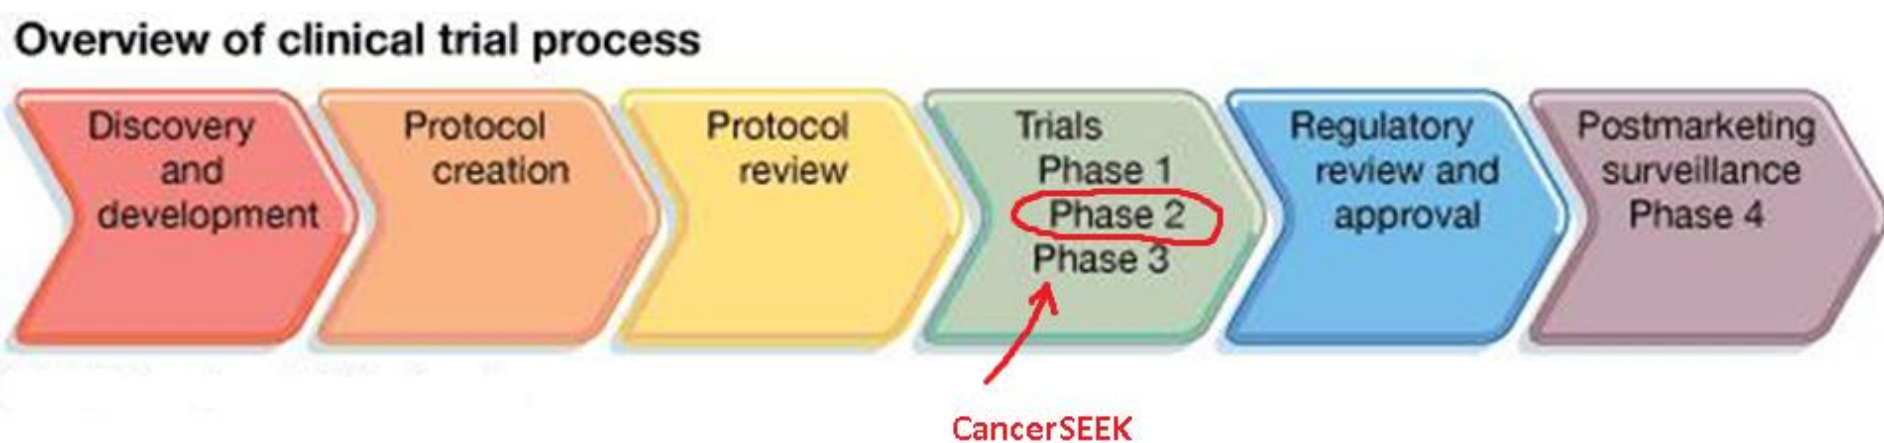 Overview of clinical trial process
Discovery
and
development
Protocol
creation
Protocol
review
Trials
Phase 1
Phase 2
Phase 3
Regulatory
review and
approval
Postmarketing
surveillance
Phase 4
CancerSEEK